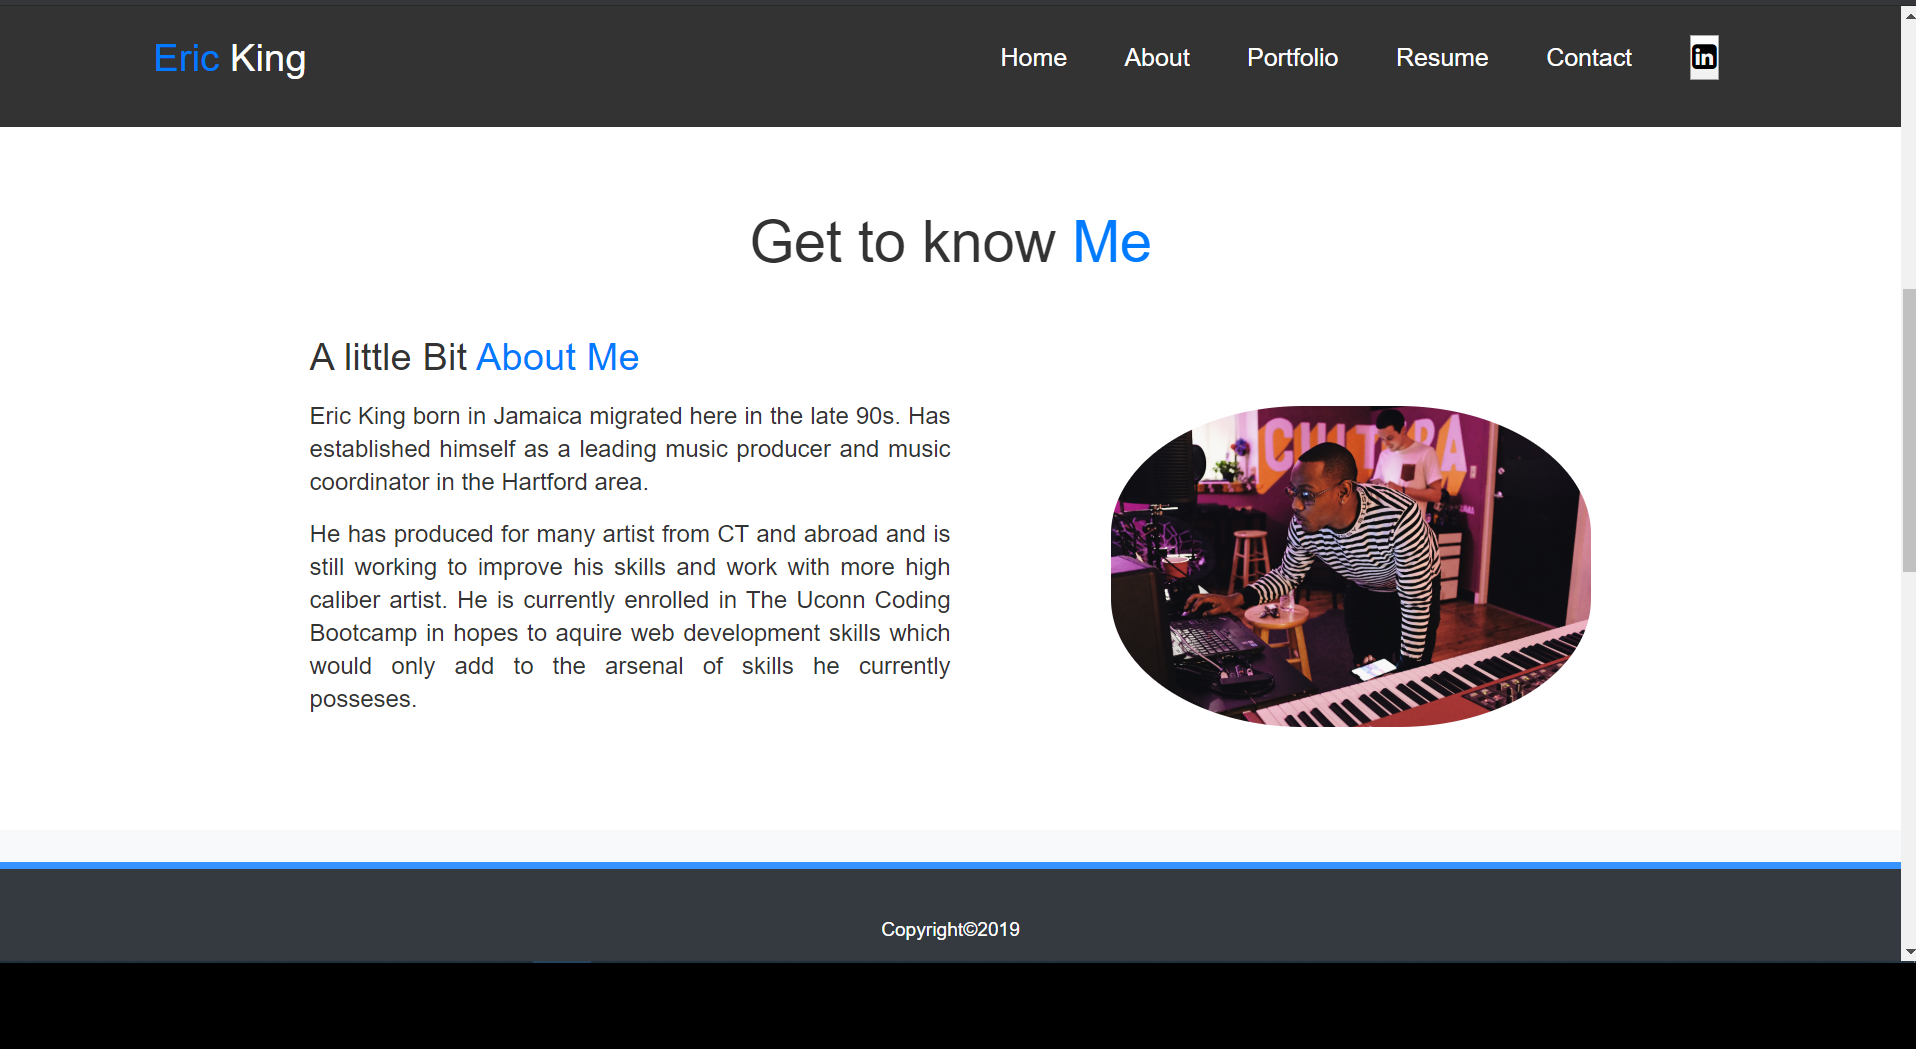 Eric King
Home About Portfolio Resume Contact in
Get to know Me
A little Bit About Me
Eric King born in Jamaica migrated here in the late 90s. Has
established himself as a leading music producer and music
coordinator in the Hartford area.
He has produced for many artist from CT and abroad and is
still working to improve his skills and work with more high
caliber artist. He is currently enrolled in The Uconn Coding
Bootcamp in hopes to aquire web development skills which
would only add to the arsenal of skills he currently
posseses.
Copyright©2019